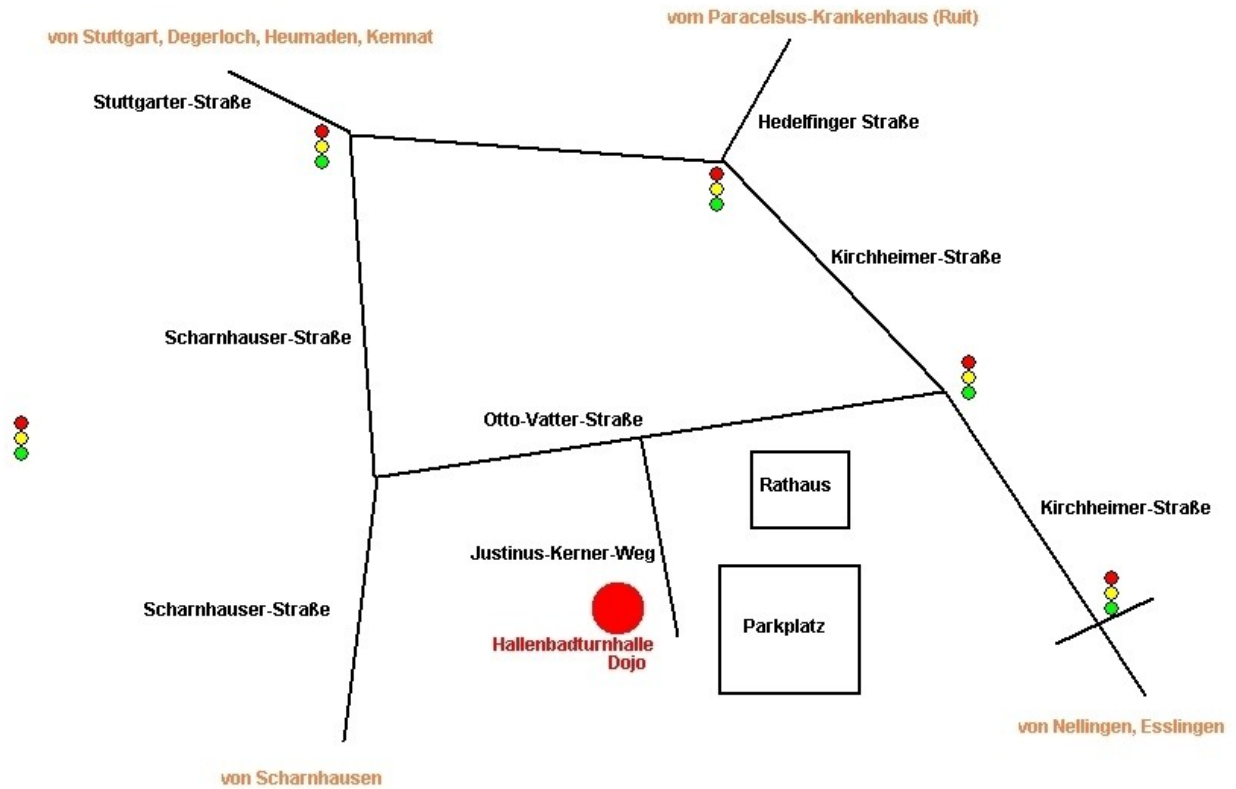 vom Paracelsus-Krankenhaus (Ruit)
von Stuttgart, Degerloch, Heumaden, Kemnat
Stuttgarter-Straße
Hedelfinger Straße
Kirchheimer-Straße
Scharnhauser-Straße
Otto-Vatter-Straße
Rathaus
Kirchheimer-Straße
Justinus-Kerner-Weg
Scharnhauser-Straße
Parkplatz
Hallenbadturnhalle
Dojo
von Nellingen, Esslingen
von Scharnhausen